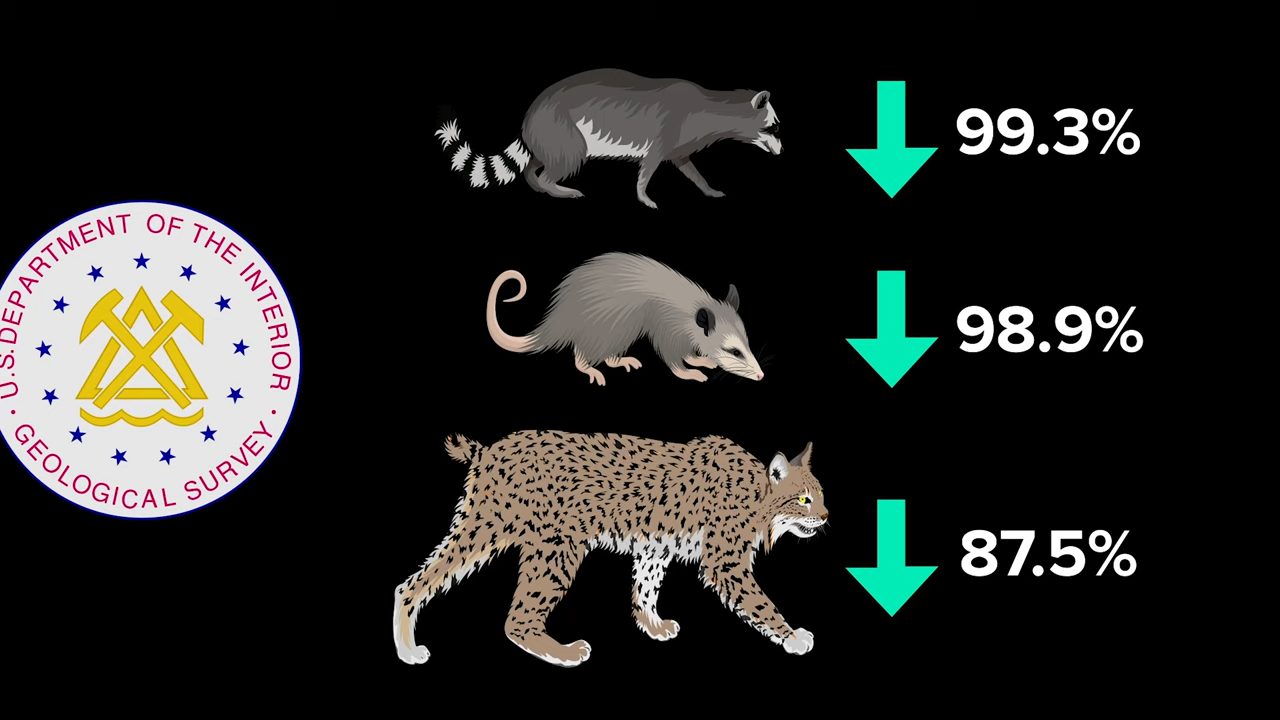 U.S. DEPARTMENT OF THE INTERIOR
· GEOLOGICAL SURVEY ·
99.3%
98.9%
87.5%